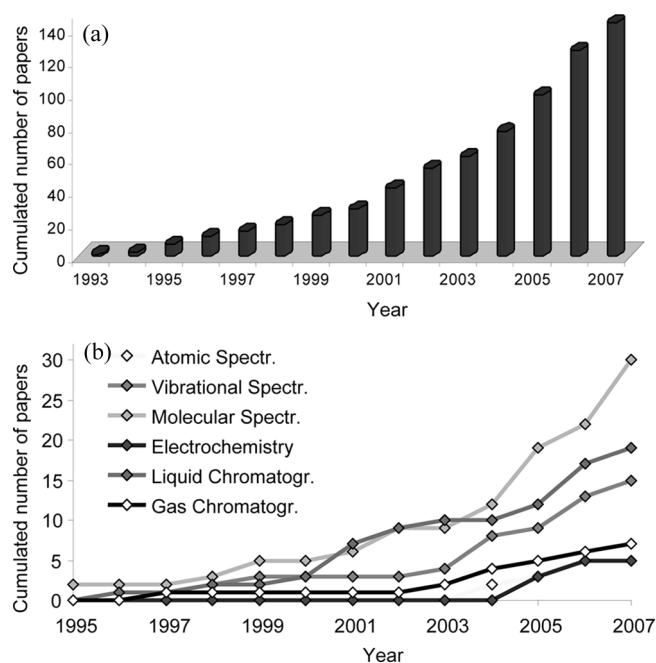 (a)
Cumulated number of papers
140
120
100
80
60
40
20
0
1993
1995
1997
1999
2001
2003
2005
2007
Year
(b)
Cumulated number of papers
30
25
20
15
10
5
0
Atomic Spectr.
Vibrational Spectr.
Molecular Spectr.
Electrochemistry
Liquid Chromatogr.
Gas Chromatogr.
1995
1997
1999
2001
2003
2005
2007
Year